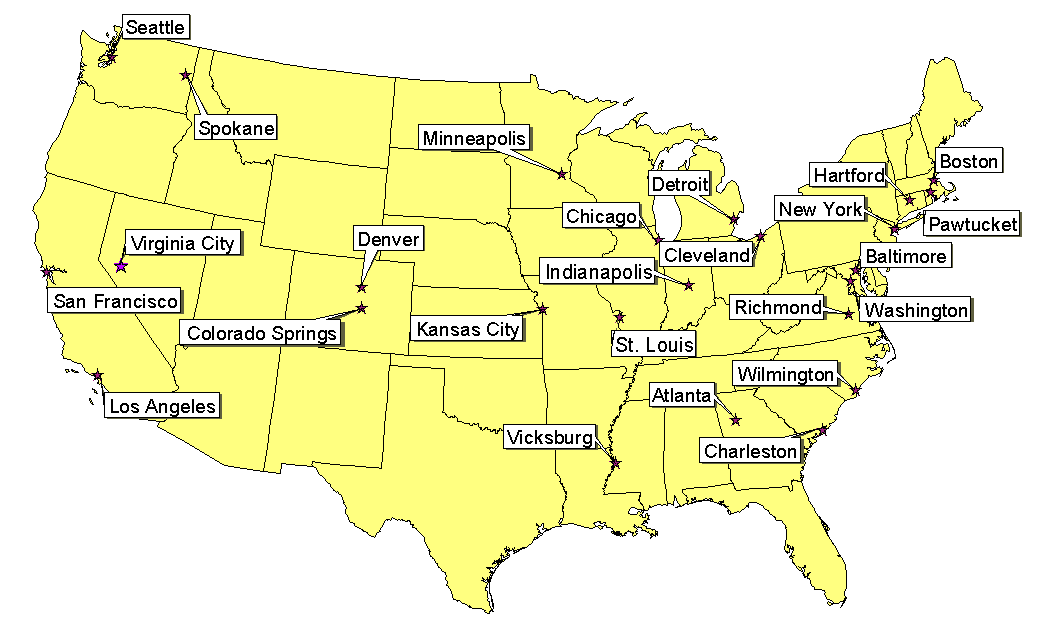 Seattle
Spokane
Minneapolis
Boston
Hartford
Detroit
New York
Chicago
Pawtucket
Virginia City
Denver
Cleveland
Baltimore
Indianapolis
San Francisco
Richmond
Washington
Colorado Springs
Kansas City
St. Louis
Wilmington
Atlanta
Los Angeles
Vicksburg
Charleston